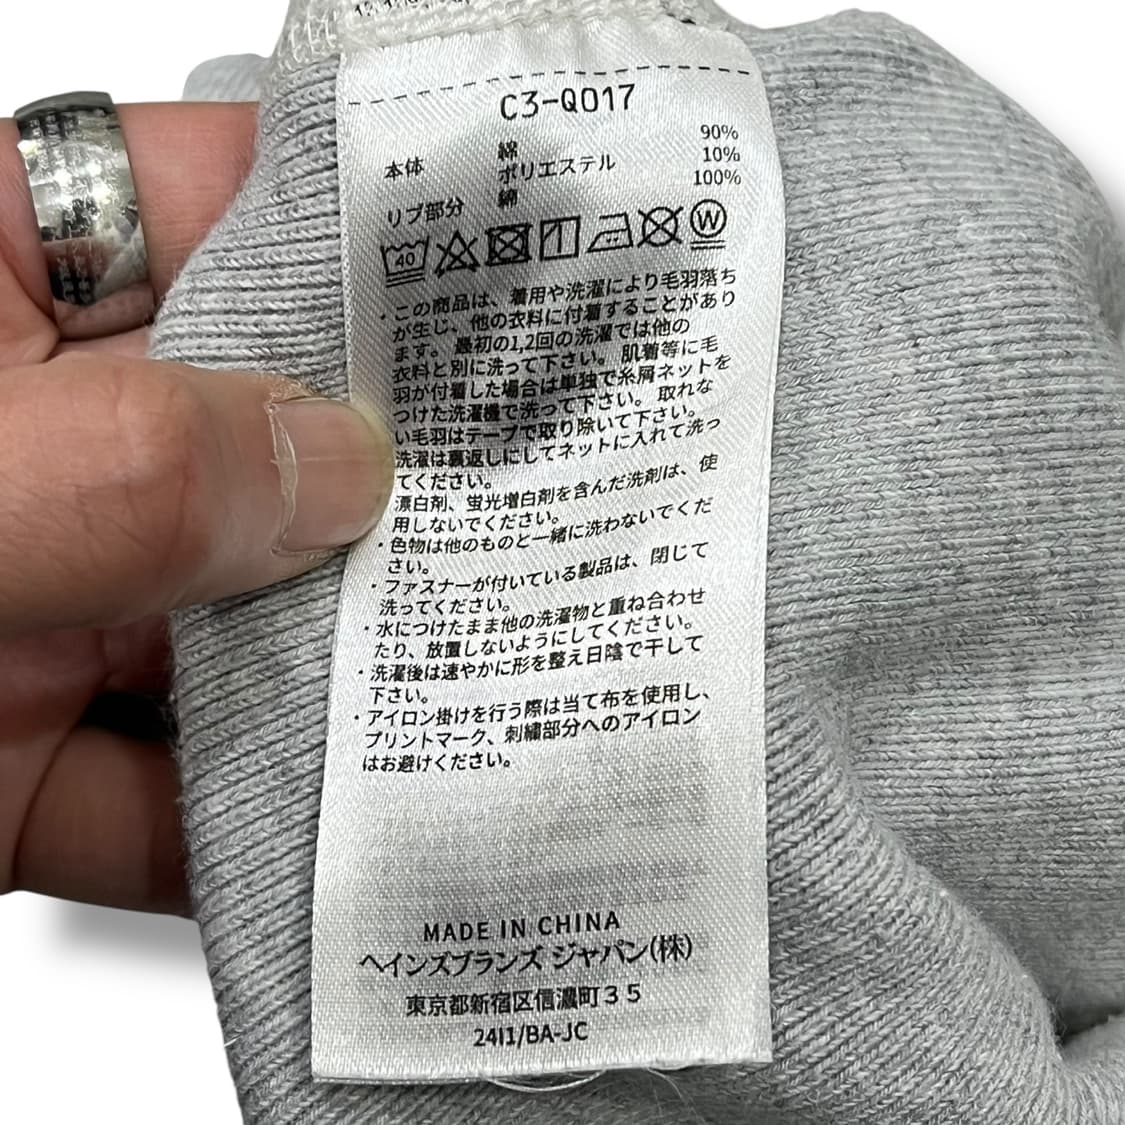 C3-Q017
本体 綿 90%
ポリエステル 10%
リブ部分 綿 100%
40 W
・この商品は、着用や洗濯により毛羽落ち
が生じ、他の衣料に付着することがあり
ます。最初の1,2回の洗濯では他の
衣料と別に洗って下さい。肌着等に毛
羽が付着した場合は単独で糸屑ネットを
つけた洗濯機で洗って下さい。取れな
い毛羽はテープで取り除いて下さい。
洗濯は裏返しにしてネットに入れて洗っ
てください。
漂白剤、蛍光増白剤を含んだ洗剤は、使
用しないでください。
・色物は他のものと一緒に洗わないでくだ
さい。
・ファスナーが付いている製品は、閉じて
洗ってください。
・水につけたまま他の洗濯物と重ね合わせ
たり、放置しないようにしてください。
・洗濯後は速やかに形を整え日陰で干して
下さい。
・アイロン掛けを行う際は当て布を使用し、
プリントマーク、刺繍部分へのアイロン
はお避けください。
MADE IN CHINA
ヘインズブランズ ジャパン(株)
東京都新宿区信濃町35
24I1/BA-JC